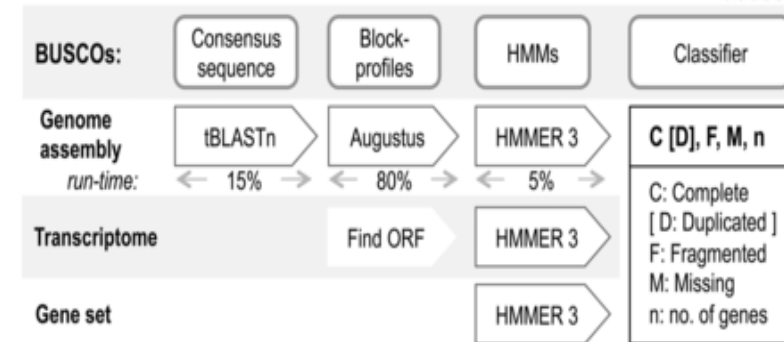 BUSCOs:
Consensus
sequence
Block-
profiles
HMMs
Classifier
Genome
assembly
run-time:
tBLASTn
15%
Augustus
80%
HMMER 3
5%
C [D], F, M, n
C: Complete
[ D: Duplicated ]
F: Fragmented
M: Missing
n: no. of genes
Transcriptome
Find ORF
HMMER 3
Gene set
HMMER 3